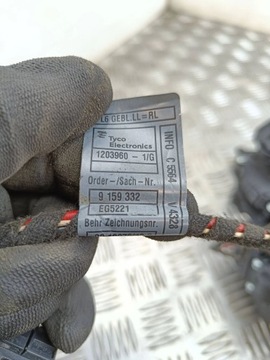 L6 GEBL.LL=RL
Tyco
Electronics
1203960 - 1/G
Order-/Sach-Nr.
9 159 332
EG5221
Behr Zeichnungsnr.
INFO C 5564 V4328